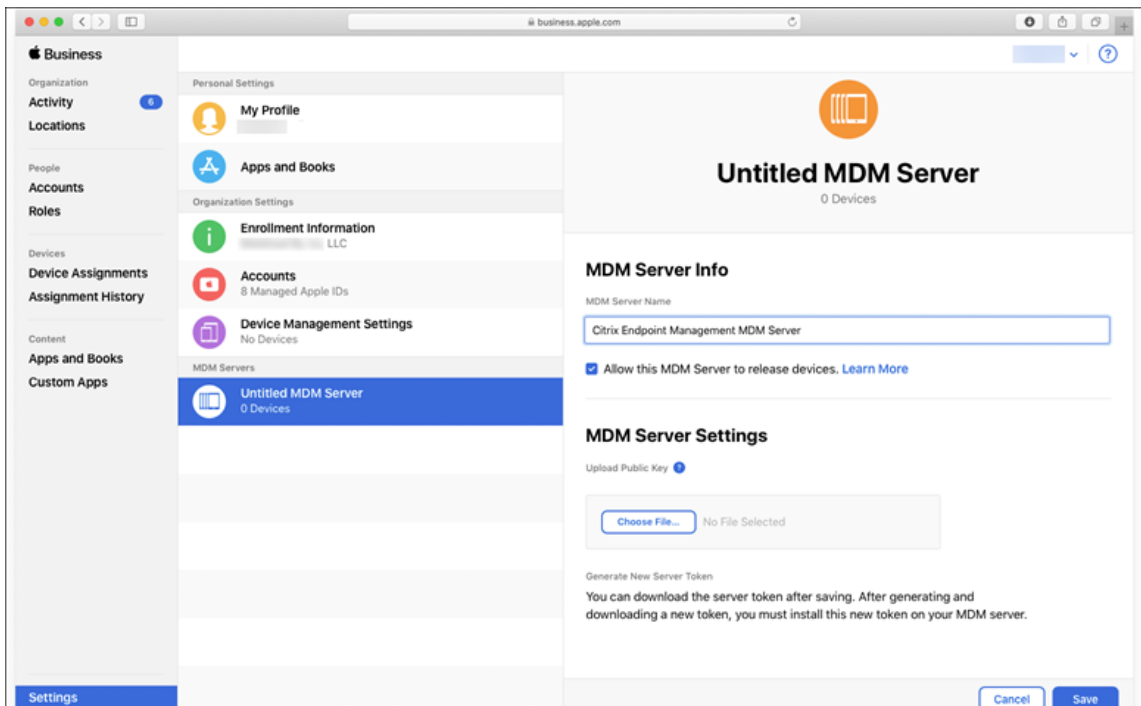 business.apple.com
Business
Organization
Activity
6
Locations
People
Accounts
Roles
Devices
Device Assignments
Assignment History
Content
Apps and Books
Custom Apps
Settings
Personal Settings
My Profile
Apps and Books
Organization Settings
Enrollment Information
LLC
Accounts
8 Managed Apple IDs
Device Management Settings
No Devices
MDM Servers
Untitled MDM Server
0 Devices
?
Untitled MDM Server
0 Devices
MDM Server Info
MDM Server Name
Citrix Endpoint Management MDM Server
Allow this MDM Server to release devices. Learn More
MDM Server Settings
Upload Public Key ?
Choose File... No File Selected
Generate New Server Token
You can download the server token after saving. After generating and
downloading a new token, you must install this new token on your MDM server.
Cancel Save